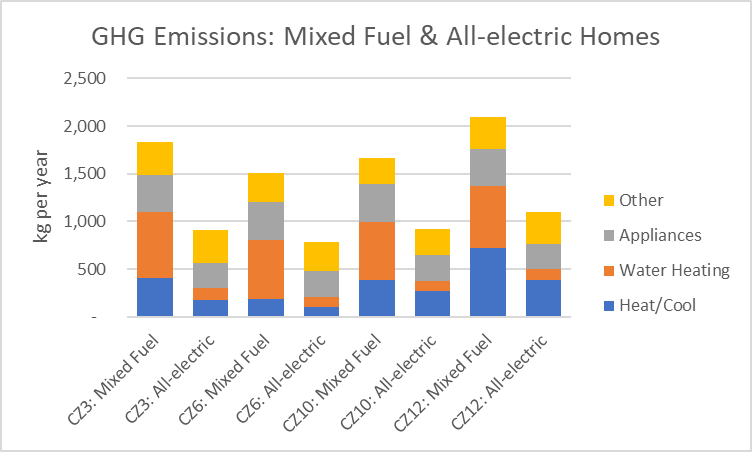 GHG Emissions: Mixed Fuel & All-electric Homes
kg per year
2,500
2,000
1,500
1,000
500
-
CZ3: Mixed Fuel
CZ3: All-electric
CZ6: Mixed Fuel
CZ6: All-electric
CZ10: Mixed Fuel
CZ10: All-electric
CZ12: Mixed Fuel
CZ12: All-electric
Other
Appliances
Water Heating
Heat/Cool